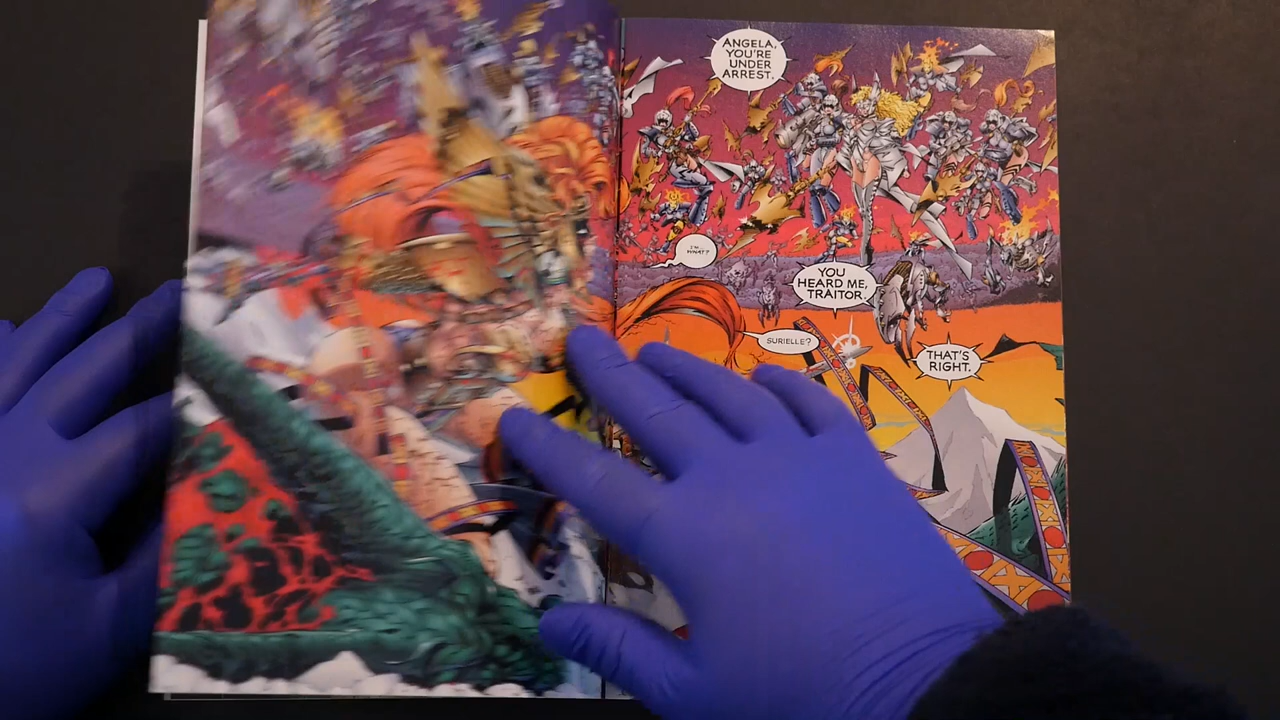 ANGELA,
YOU'RE
UNDER
ARREST.
I'M...
WHAT?
YOU
HEARD ME,
TRAITOR.
SURIELLE?
THAT'S
RIGHT.